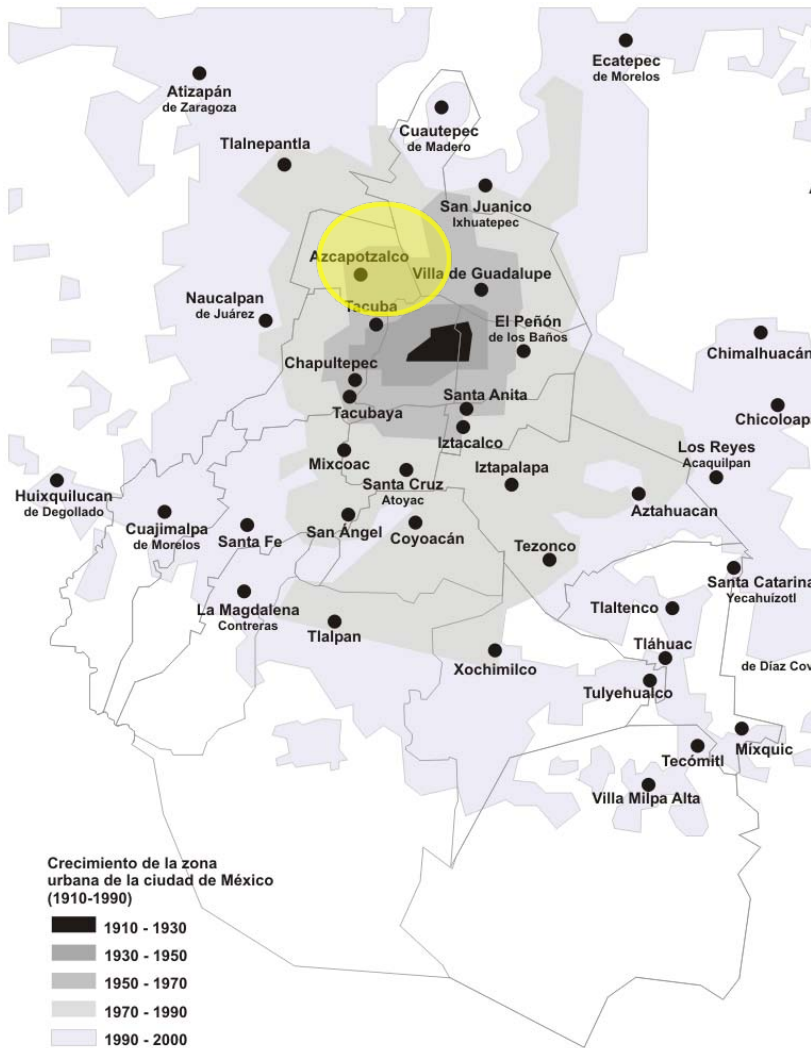 Ecatepec
de Morelos
Atizapán
de Zaragoza
Cuautepec
de Madero
Tlalnepantla
San Juanico
Ixhuatepec
Azcapotzalco
Villa de Guadalupe
Naucalpan
de Juárez
Tacuba
El Peñón
de los Baños
Chimalhuacán
Chapultepec
Tacubaya
Santa Anita
Iztacalco
Chicoloapa
Mixcoac
Los Reyes
Acaquilpan
Santa Cruz
Atoyac
Iztapalapa
Huixquilucan
de Degollado
Cuajimalpa
de Morelos
Santa Fe
San Ángel
Coyoacán
Aztahuacan
Tezonco
Santa Catarina
Yecahuízotl
La Magdalena
Contreras
Tlaltenco
Tlalpan
Tláhuac
Xochimilco
de Díaz Cov
Tulyehualco
Tecómitl
Mixquic
Villa Milpa Alta
Crecimiento de la zona
urbana de la ciudad de México
(1910-1990)
1910 - 1930
1930 - 1950
1950 - 1970
1970 - 1990
1990 - 2000